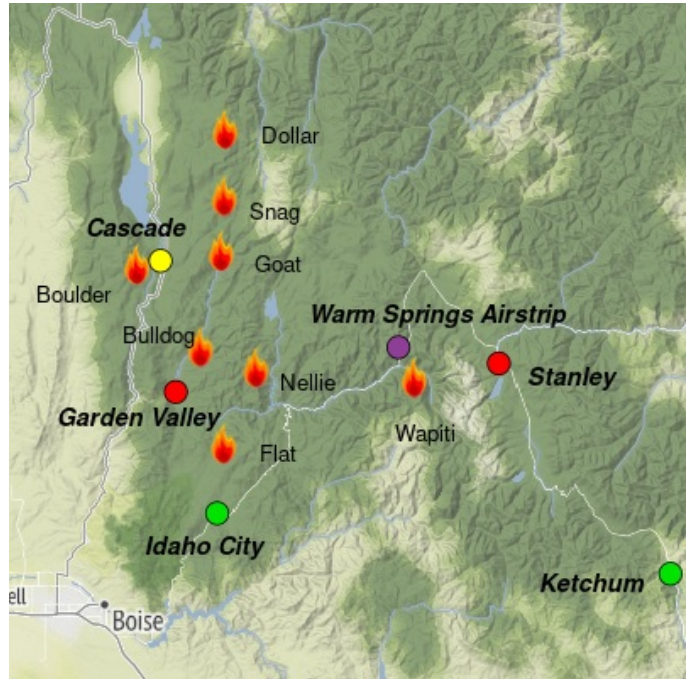 Dollar
Snag
Cascade
Goat
Boulder
Warm Springs Airstrip
Bulldog
Stanley
Nellie
Garden Valley
Wapiti
Flat
Idaho City
Ketchum
ell
Boise